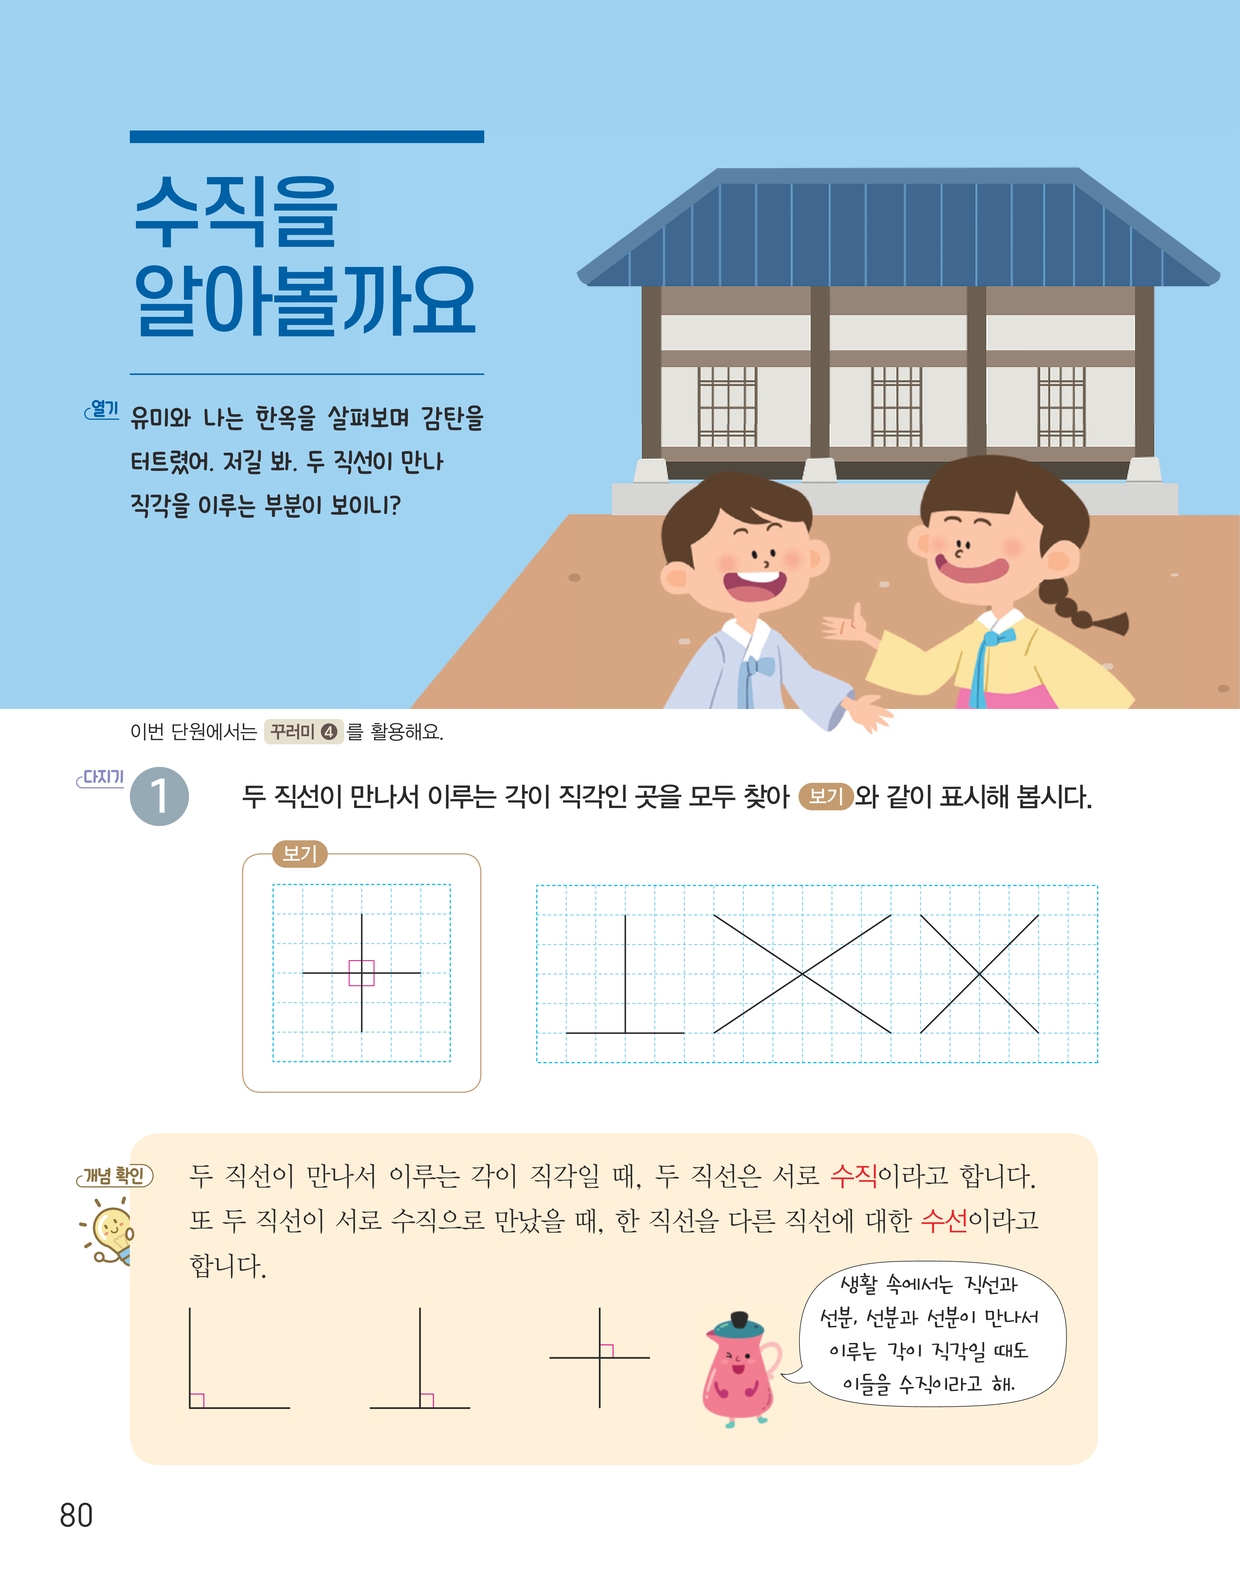 수직을
알아볼까요
열기
유미와 나는 한옥을 살펴보며 감탄을
터트렸어. 저길 봐. 두 직선이 만나
직각을 이루는 부분이 보이니?
이번 단원에서는 꾸러미 4 를 활용해요.
다지기
1 두 직선이 만나서 이루는 각이 직각인 곳을 모두 찾아 보기와 같이 표시해 봅시다.
보기
개념 확인
두 직선이 만나서 이루는 각이 직각일 때, 두 직선은 서로 수직이라고 합니다.
또 두 직선이 서로 수직으로 만났을 때, 한 직선을 다른 직선에 대한 수선이라고
합니다.
생활 속에서는 직선과
선분, 선분과 선분이 만나서
이루는 각이 직각일 때도
이들을 수직이라고 해.
80